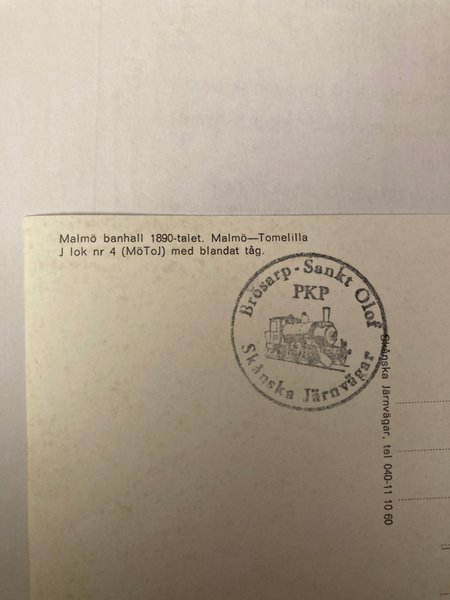 Malmö banhall 1890-talet. Malmö—Tomelilla
J lok nr 4 (MöToJ) med blandat tåg.
Brösarp - Sankt Olof
PKP
Skånska Järnvägar
Skånska Järnvägar, tel 040-11 10 60